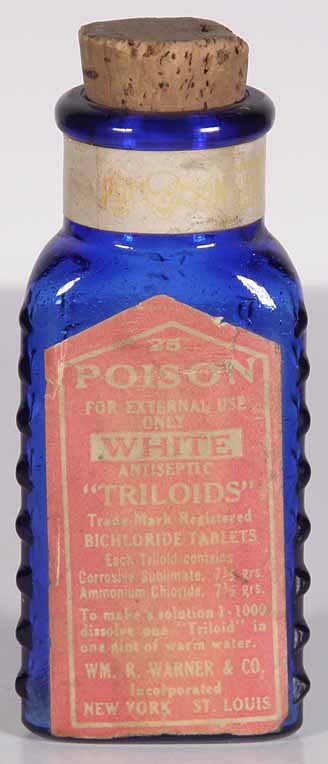 POISON
25
POISON
FOR EXTERNAL USE
ONLY
WHITE
ANTISEPTIC
"TRILOIDS"
Trade Mark Registered
BICHLORIDE TABLETS
Each Triloid contains
Corrosive Sublimate, 7½ grs.
Ammonium Chloride, 7½ grs.
To make a solution 1-1000
dissolve one "Triloid" in
one pint of warm water.
WM. R. WARNER & CO.
Incorporated
NEW YORK ST. LOUIS